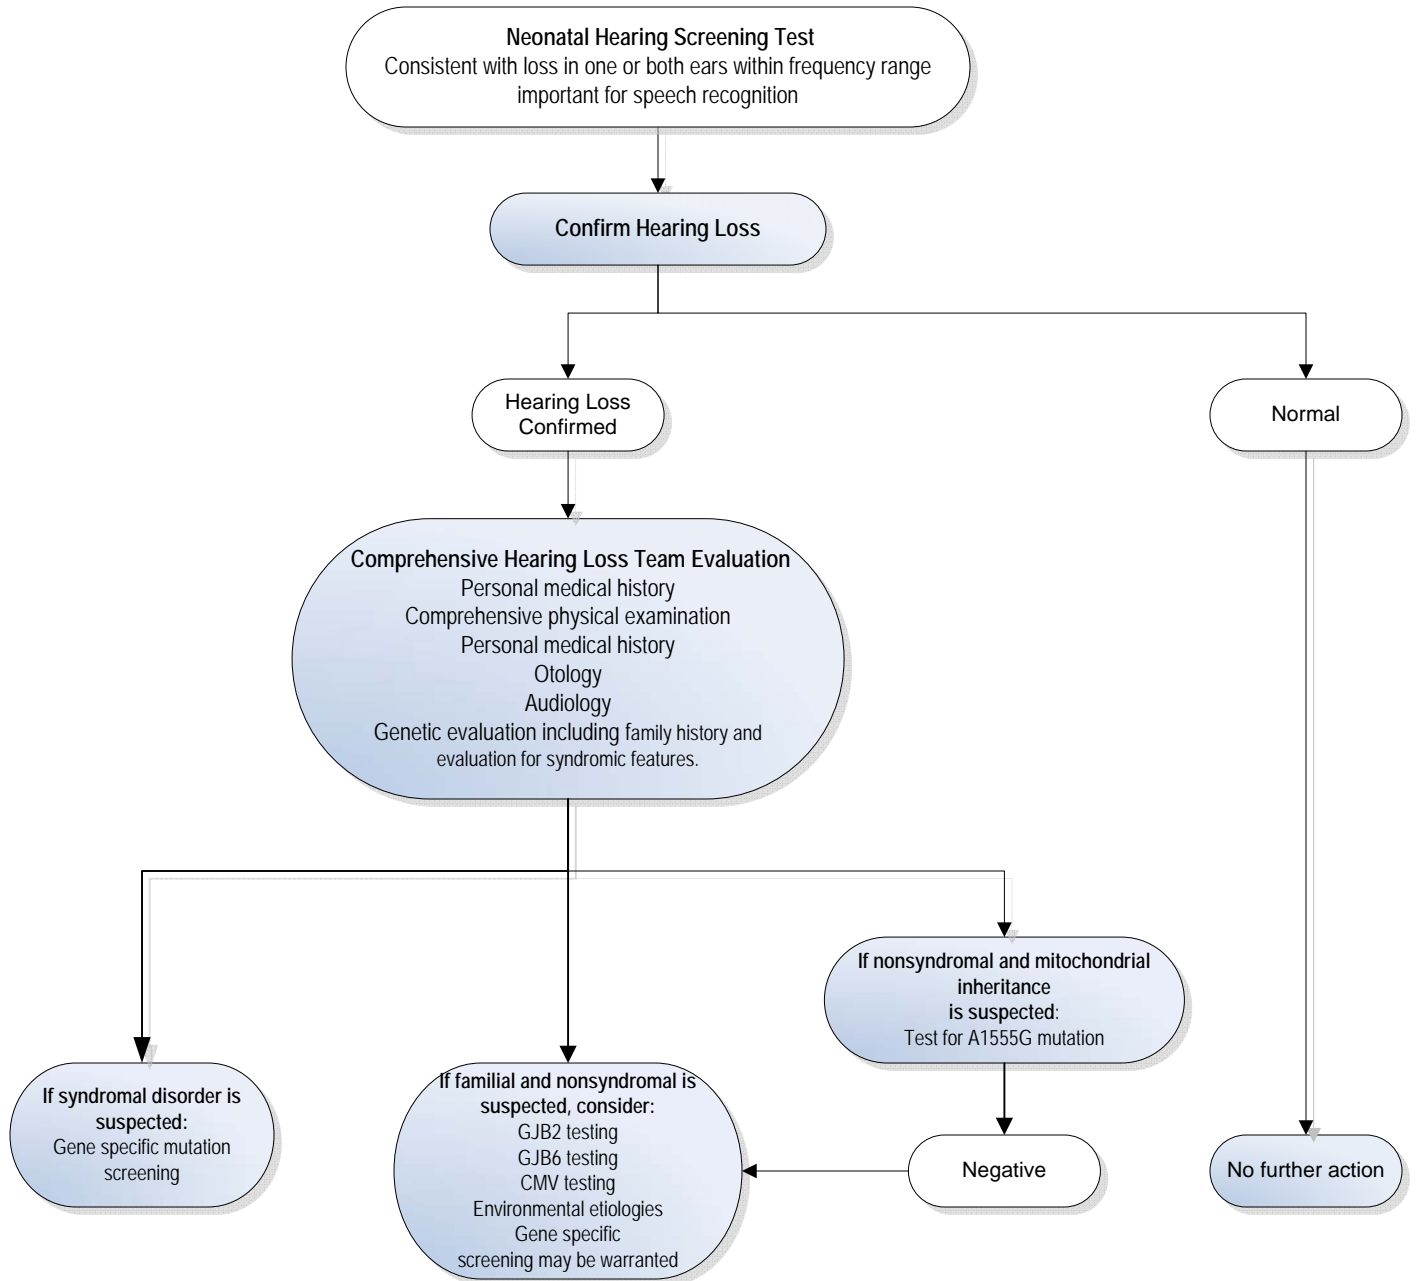 Neonatal Hearing Screening Test
Consistent with loss in one or both ears within frequency range
important for speech recognition
Confirm Hearing Loss
Hearing Loss
Confirmed
Normal
Comprehensive Hearing Loss Team Evaluation
Personal medical history
Comprehensive physical examination
Personal medical history
Otology
Audiology
Genetic evaluation including family history and
evaluation for syndromic features.
If nonsyndromal and mitochondrial
inheritance
is suspected:
Test for A1555G mutation
If syndromal disorder is
suspected:
Gene specific mutation
screening
If familial and nonsyndromal is
suspected, consider:
GJB2 testing
GJB6 testing
CMV testing
Environmental etiologies
Gene specific
screening may be warranted
Negative
No further action